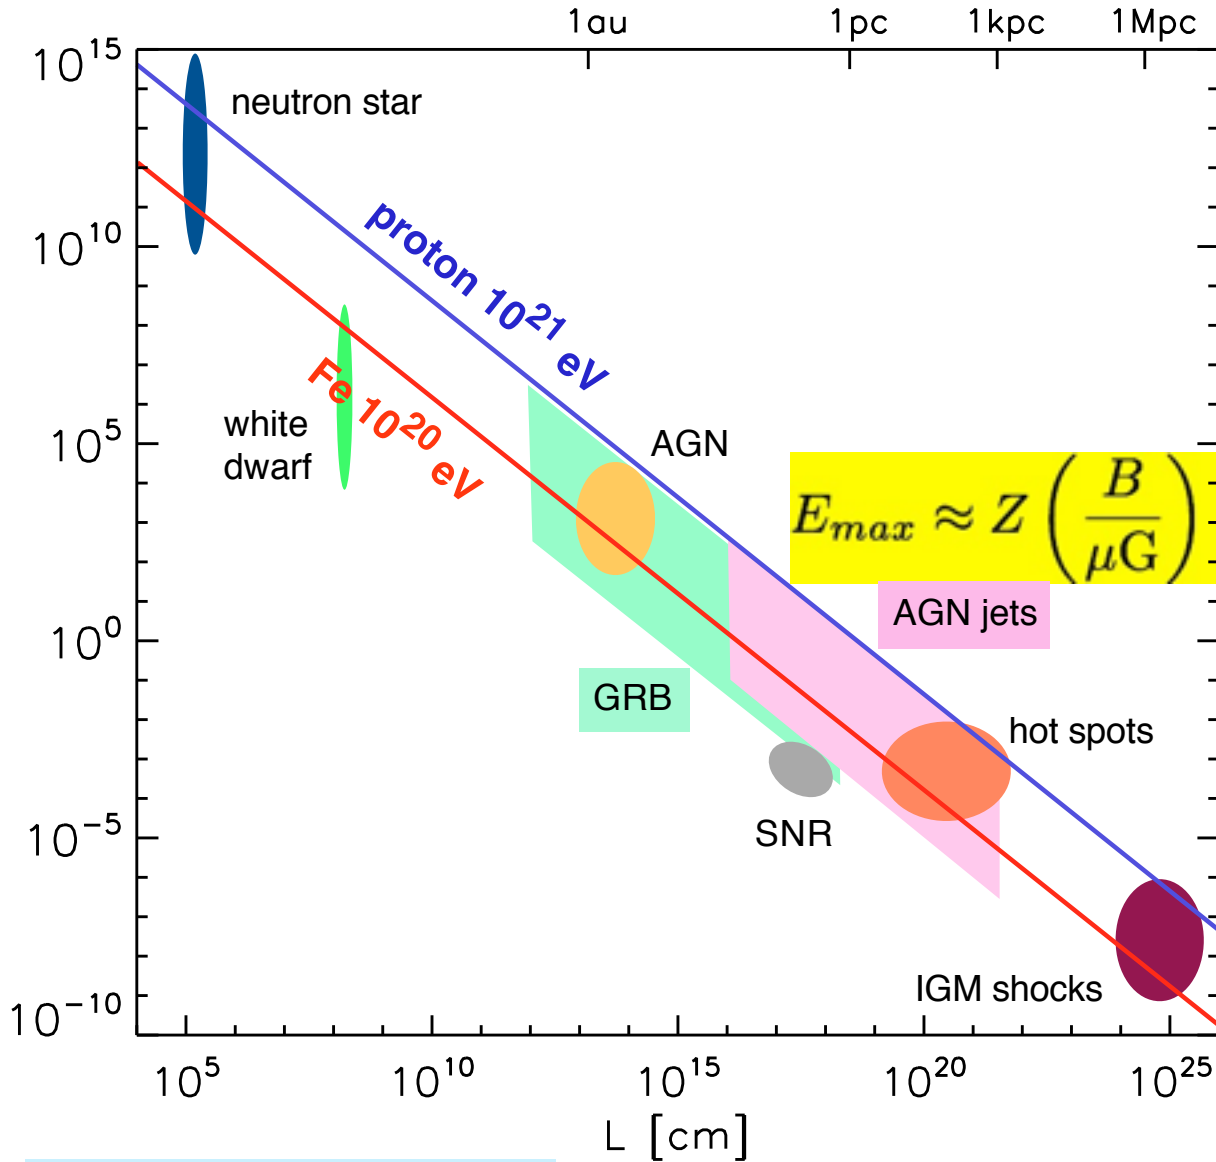 1au 1pc 1kpc 1Mpc
10^15
neutron star
10^10
proton 10^21 eV
Fe 10^20 eV
white
dwarf
10^5
AGN
E_max ≈ Z (B/μG)
AGN jets
10^0
GRB
hot spots
SNR
10^-5
IGM shocks
10^-10
10^5 10^10 10^15 10^20 10^25
L [cm]